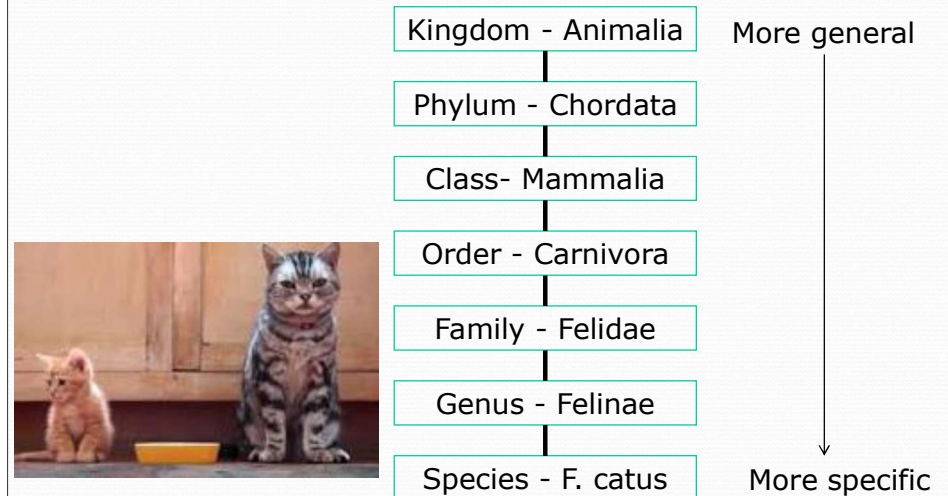 Kingdom - Animalia
More general
Phylum - Chordata
Class- Mammalia
Order - Carnivora
Family - Felidae
Genus - Felinae
Species - F. catus
More specific